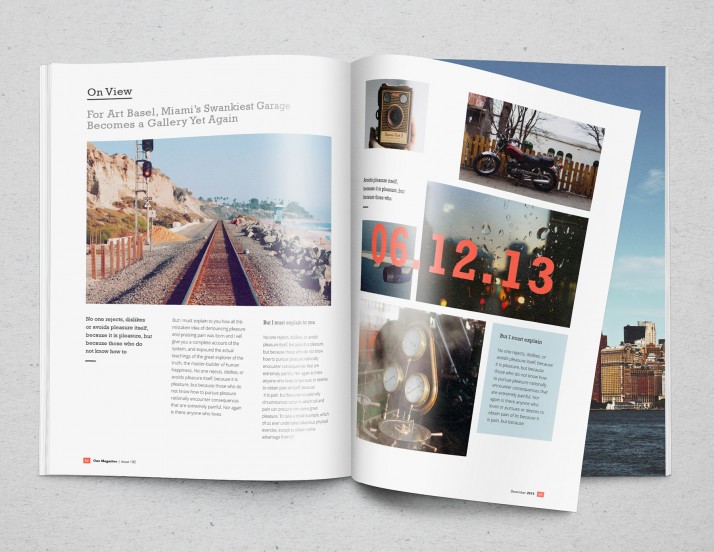 On View
For Art Basel, Miami's Swankiest Garage
Becomes a Gallery Yet Again
No one rejects, dislikes
or avoids pleasure itself,
because it is pleasure, but
because those who do
not know how to
But I must explain to you how all this
mistaken idea of denouncing pleasure
and praising pain was born and I will
give you a complete account of the
system, and expound the actual
teachings of the great explorer of the
truth, the master-builder of human
happiness. No one rejects, dislikes, or
avoids pleasure itself, because it is
pleasure, but because those who do
not know how to pursue pleasure
rationally encounter consequences
that are extremely painful. Nor again
is there anyone who loves
But I must explain to you
No one rejects, dislikes, or avoids
pleasure itself, because it is pleasure,
but because those who do not know
how to pursue pleasure rationally
encounter consequences that are
extremely painful. Nor again is there
anyone who loves or pursues or desires
to obtain pain of itself, because
it is pain, but because occasionally
circumstances occur in which toil and
pain can procure him some great
pleasure. To take a trivial example, which
of us ever undertakes laborious physical
exercise, except to obtain some
advantage from it?
One Magazine | Issue
Avoids pleasure itself,
because it is pleasure, but
because those who
06.12.13
But I must explain
No one rejects, dislikes, or
avoids pleasure itself, because it is
pleasure, but because
those who do not know how
to pursue pleasure rationally
encounter consequences that
are extremely painful. Nor
again is there anyone who
loves or pursues or desires to
obtain pain of itself, because it
is pain, but because
December 2013